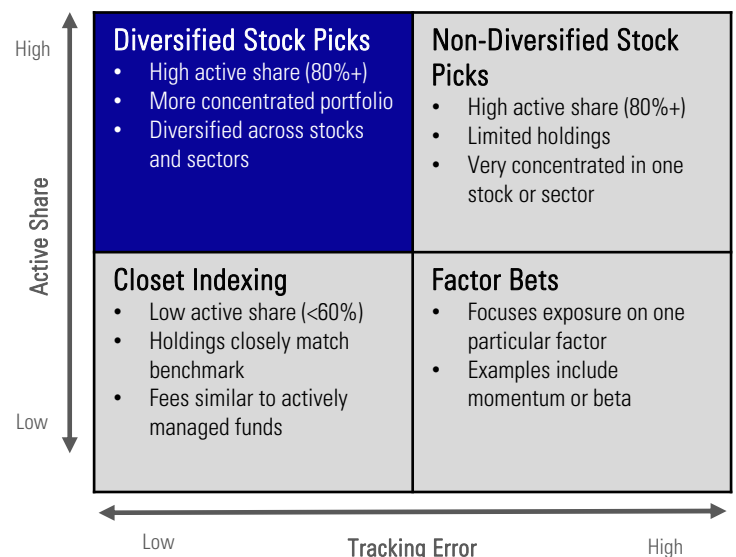 High
Active Share
Low
Diversified Stock Picks
• High active share (80%+)
• More concentrated portfolio
• Diversified across stocks
and sectors
Non-Diversified Stock
Picks
• High active share (80%+)
• Limited holdings
• Very concentrated in one
stock or sector
Closet Indexing
• Low active share (<60%)
• Holdings closely match
benchmark
• Fees similar to actively
managed funds
Factor Bets
• Focuses exposure on one
particular factor
• Examples include
momentum or beta
Low
Tracking Error
High